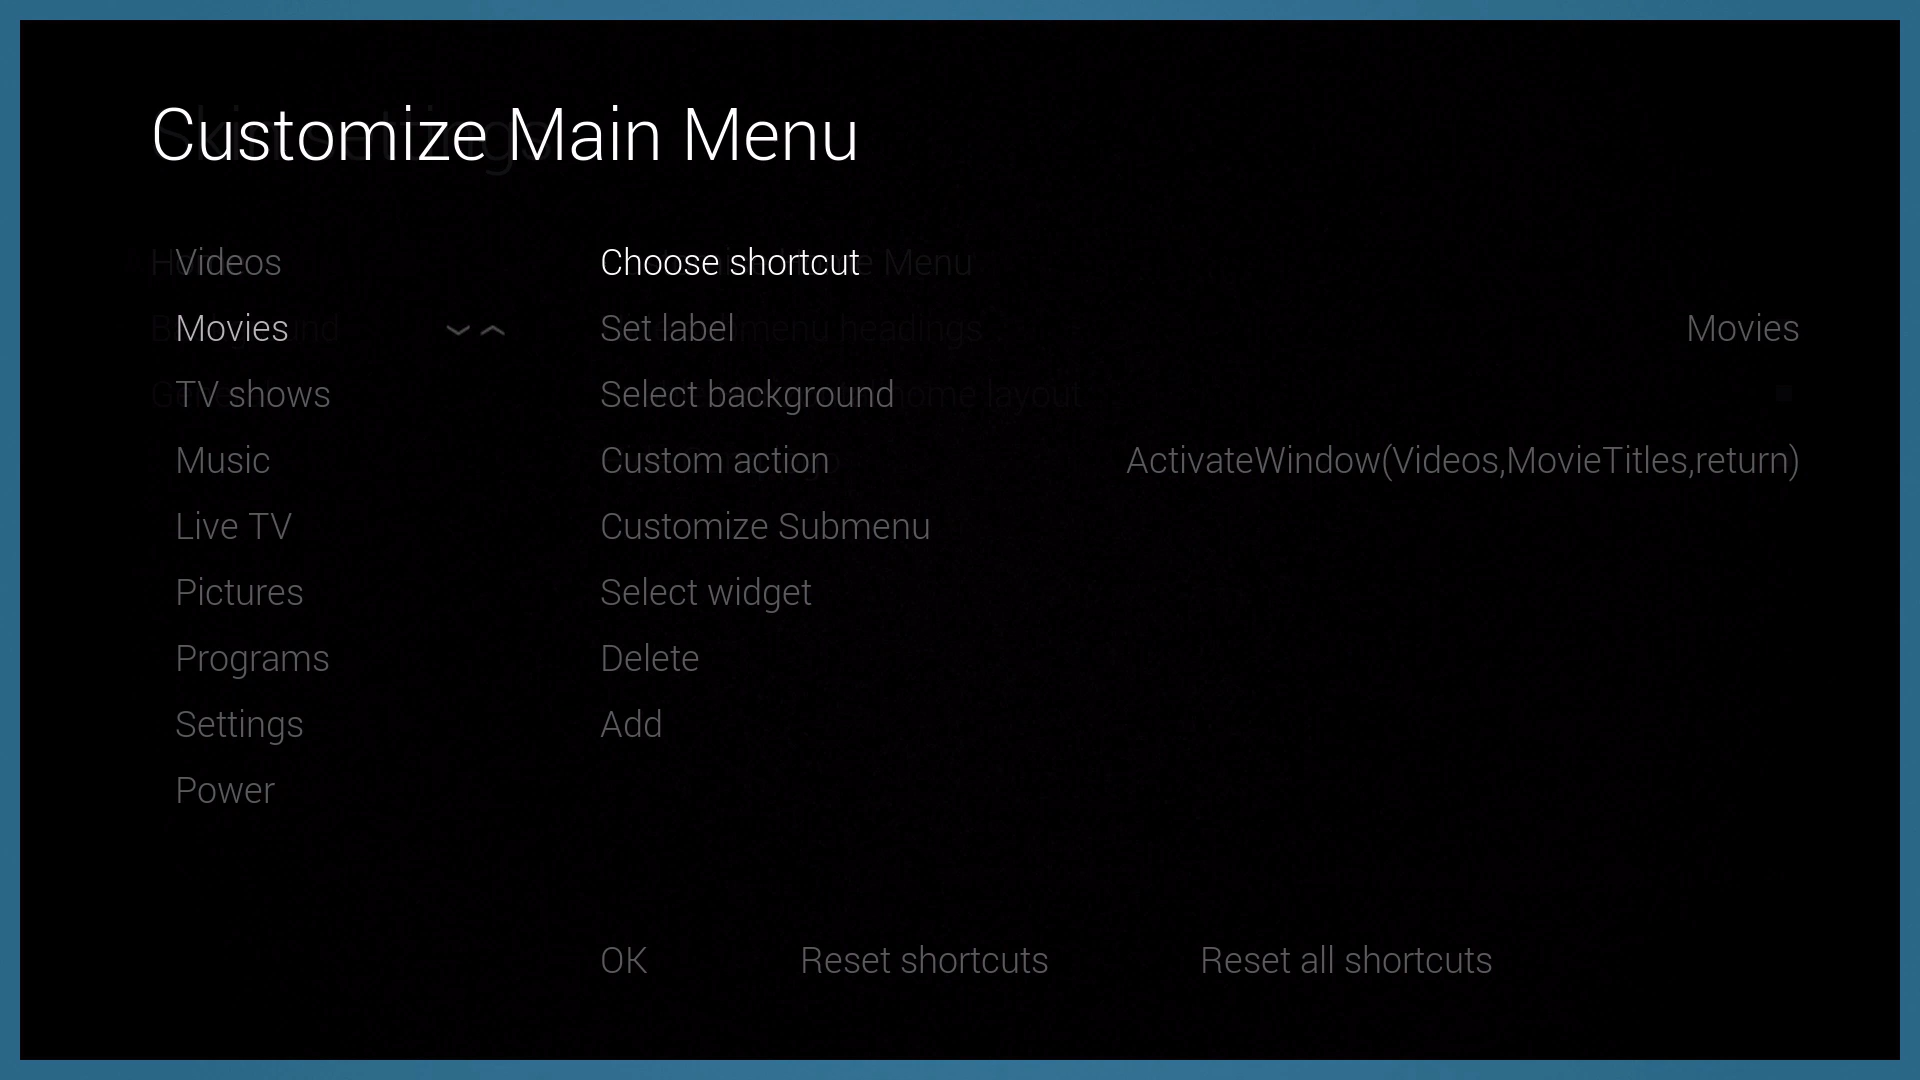 Customize Main Menu
Videos
Choose shortcut
Movies
Set label
Movies
TV shows
Select background
Music
Custom action
ActivateWindow(Videos,MovieTitles,return)
Live TV
Customize Submenu
Pictures
Select widget
Programs
Delete
Settings
Add
Power
OK
Reset shortcuts
Reset all shortcuts